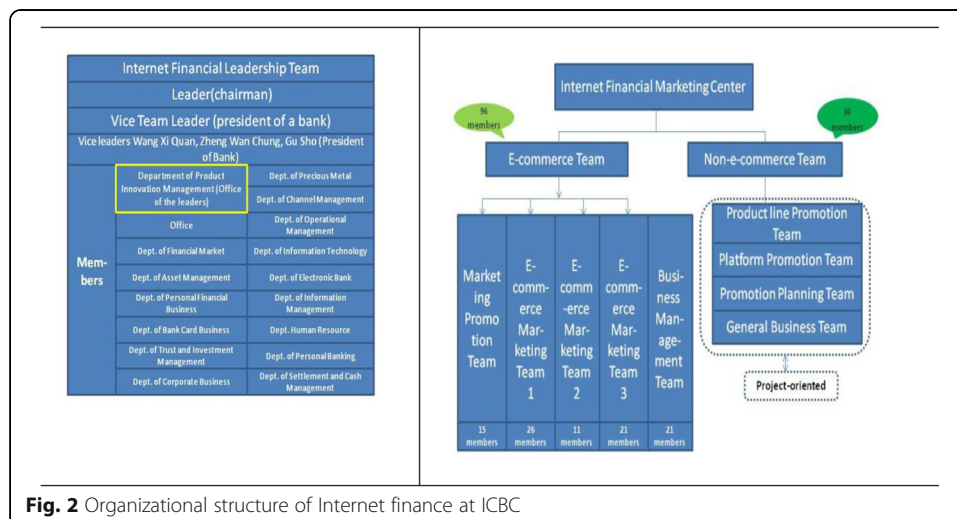 Internet Financial Leadership Team
Leader(chairman)
Vice Team Leader (president of a bank)
Vice leaders Wang Xi Quan, Zheng Wan Chung, Gu Sho (President
of Bank)
Mem-
bers
Department of Product
Innovation Management (Office
of the leaders)
Dept. of Precious Metal
Dept. of Channel Management
Office
Dept. of Operational
Management
Dept. of Financial Market
Dept. of Information Technology
Dept. of Asset Management
Dept. of Electronic Bank
Dept. of Personal Financial
Business
Dept. of Information
Management
Dept. of Bank Card Business
Dept. Human Resource
Dept. of Trust and Investment
Management
Dept. of Personal Banking
Dept. of Corporate Business
Dept. of Settlement and Cash
Management
Internet Financial Marketing Center
96
members
30
members
E-commerce Team
Non-e-commerce Team
Market
ing
Promo
tion
Team
E-
comm-
erce
Mar-
keting
Team
1
E-
comm
-erce
Mar-
keting
Team
2
E-
comm-
erce
Mar-
keting
Team
3
Busi-
ness
Man-
age-
ment
Team
15
members
26
members
11
members
21
members
21
members
Product line Promotion
Team
Platform Promotion Team
Promotion Planning Team
General Business Team
Project-oriented
Fig. 2 Organizational structure of Internet finance at ICBC